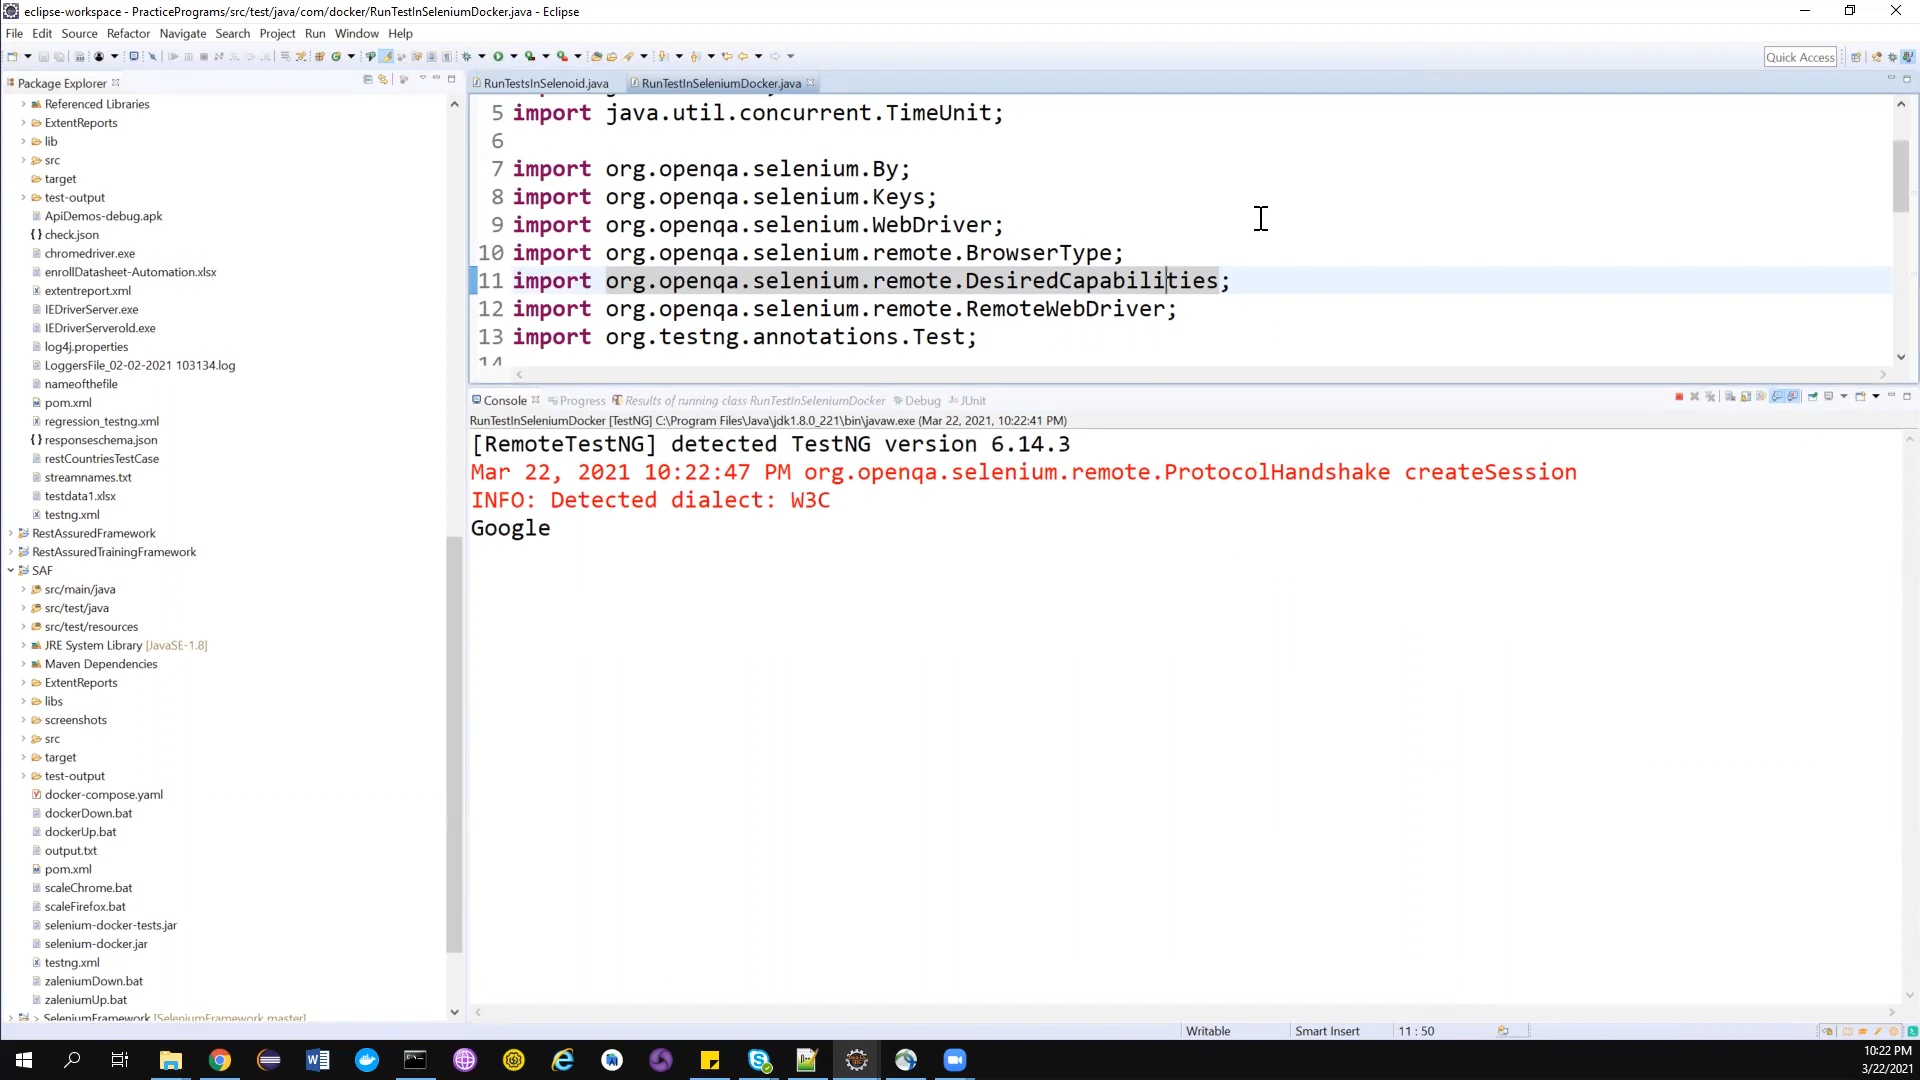 eclipse-workspace - PracticePrograms/src/test/java/com/docker/RunTestInSeleniumDocker.java - Eclipse
File Edit Source Refactor Navigate Search Project Run Window Help
Quick Access
Package Explorer
Referenced Libraries
ExtentReports
lib
src
target
test-output
ApiDemos-debug.apk
check.json
chromedriver.exe
enrollDatasheet-Automation.xlsx
extentreport.xml
IEDriverServer.exe
IEDriverServerold.exe
log4j.properties
LoggersFile_02-02-2021 103134.log
nameofthefile
pom.xml
regression_testng.xml
responseschema.json
restCountriesTestCase
streamnames.txt
testdata1.xlsx
testng.xml
RestAssuredFramework
RestAssuredTrainingFramework
SAF
src/main/java
src/test/java
src/test/resources
JRE System Library [JavaSE-1.8]
Maven Dependencies
ExtentReports
libs
screenshots
src
target
test-output
docker-compose.yaml
dockerDown.bat
dockerUp.bat
output.txt
pom.xml
scaleChrome.bat
scaleFirefox.bat
selenium-docker-tests.jar
selenium-docker.jar
testng.xml
zaleniumDown.bat
zaleniumUp.bat
> SeleniumFramework [SeleniumFramework master]
RunTestsInSelenoid.java RunTestInSeleniumDocker.java
5 import java.util.concurrent.TimeUnit;
6
7 import org.openqa.selenium.By;
8 import org.openqa.selenium.Keys;
9 import org.openqa.selenium.WebDriver;
10 import org.openqa.selenium.remote.BrowserType;
11 import org.openqa.selenium.remote.DesiredCapabilities;
12 import org.openqa.selenium.remote.RemoteWebDriver;
13 import org.testng.annotations.Test;
14
Console Progress Results of running class RunTestInSeleniumDocker Debug JUnit
RunTestInSeleniumDocker [TestNG] C:\Program Files\Java\jdk1.8.0_221\bin\javaw.exe (Mar 22, 2021, 10:22:41 PM)
[RemoteTestNG] detected TestNG version 6.14.3
Mar 22, 2021 10:22:47 PM org.openqa.selenium.remote.ProtocolHandshake createSession
INFO: Detected dialect: W3C
Google
Writable Smart Insert 11 : 50
10:22 PM
3/22/2021